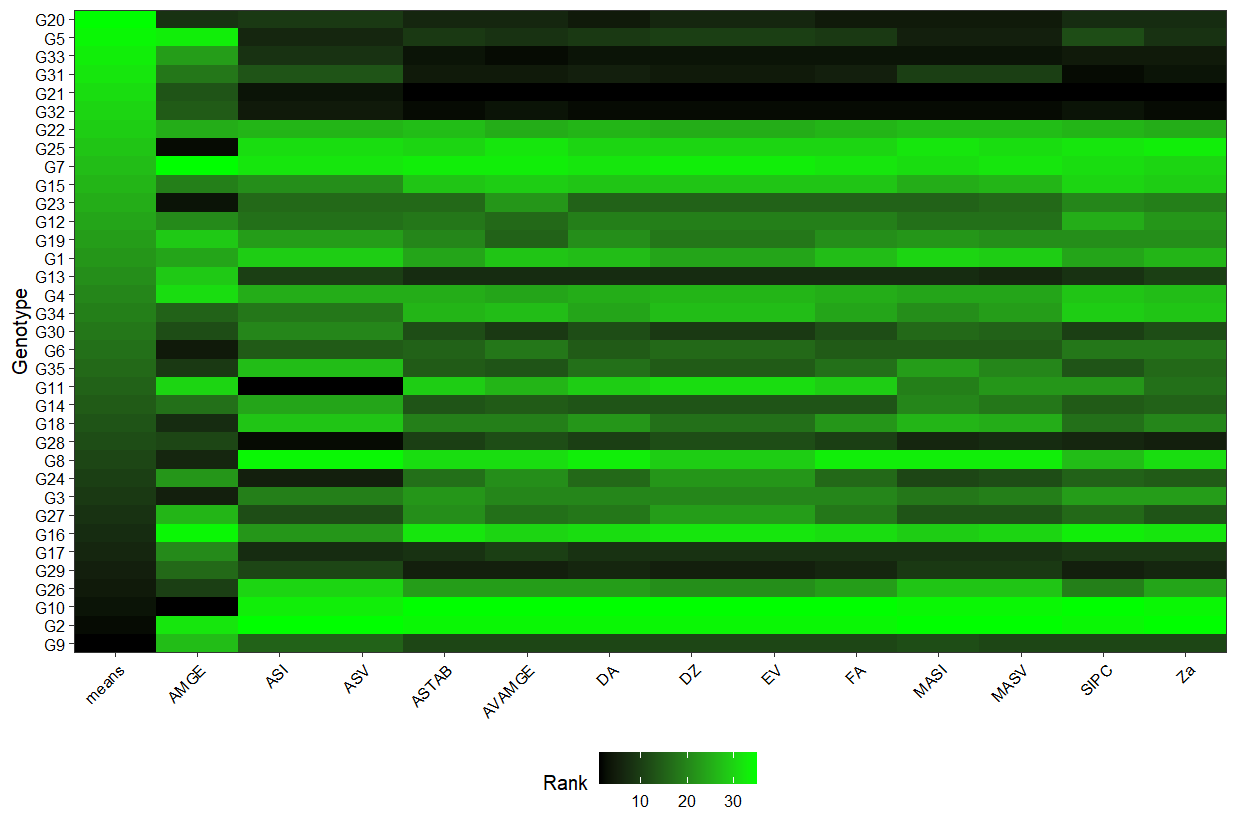 Genotype
G20
G5
G33
G31
G21
G32
G22
G25
G7
G15
G23
G12
G19
G1
G13
G4
G34
G30
G6
G35
G11
G14
G18
G28
G8
G24
G3
G27
G16
G17
G29
G26
G10
G2
G9
means AMGE ASI ASV ASTAB AVAMGE DA DZ EV FA MASI MASV SIPC Za
Rank
10 20 30